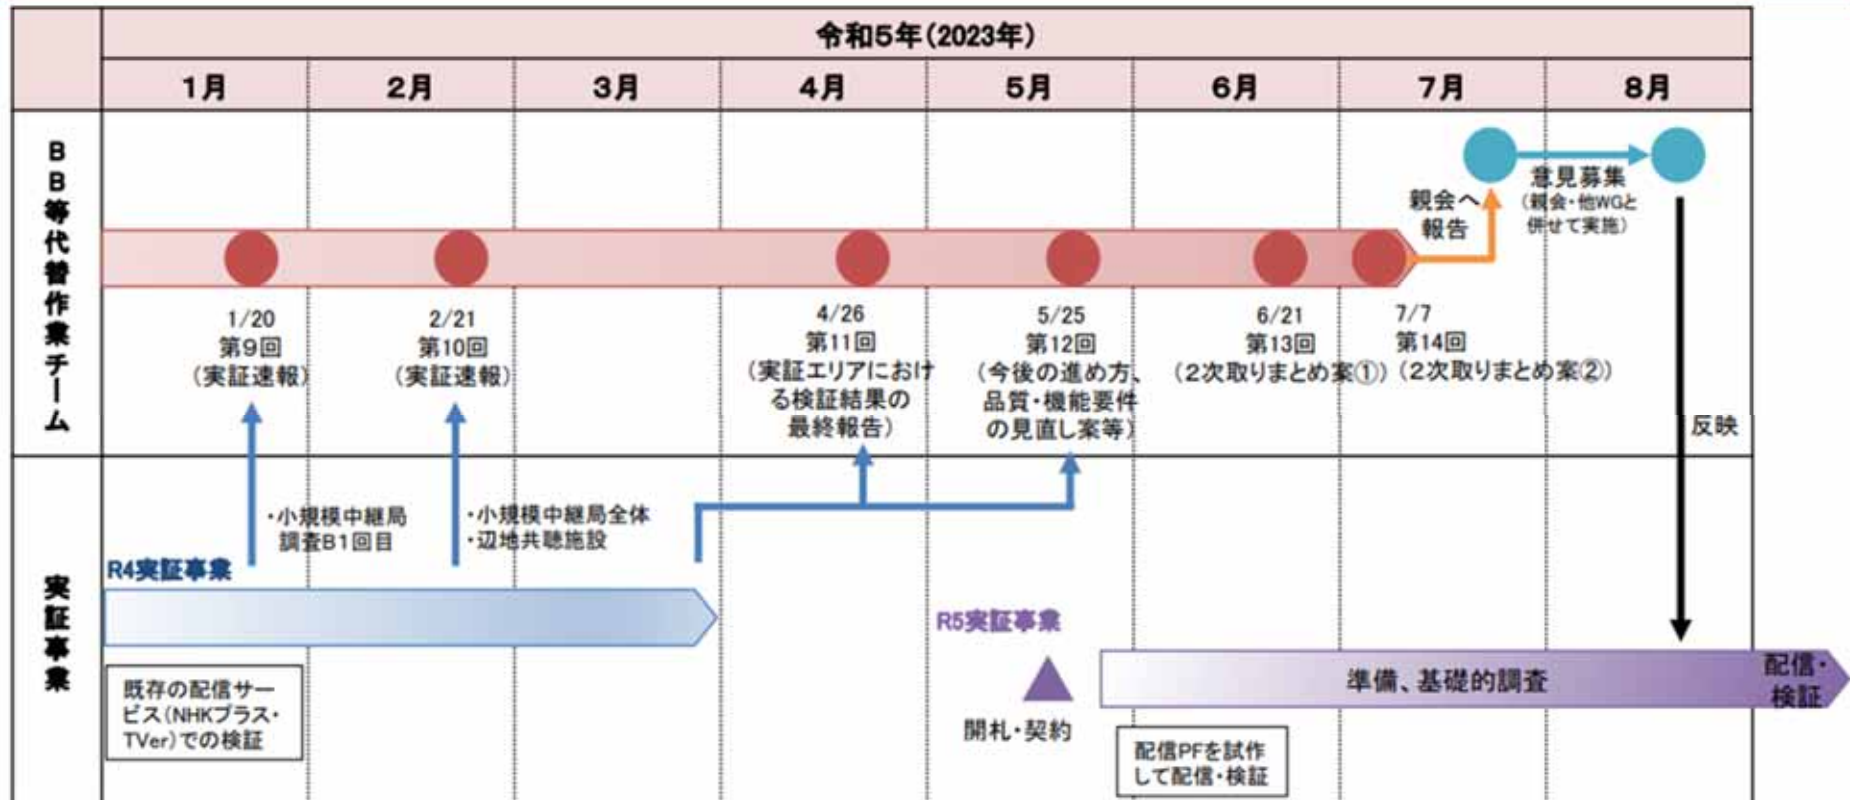 令和5年(2023年)
1月
2月
3月
4月
5月
6月
7月
8月
BB等代替作業チーム
親会へ
報告
意見募集
(親会・他WGと
併せて実施)
1/20
第9回
(実証速報)
2/21
第10回
(実証速報)
4/26
第11回
(実証エリアにおけ
る検証結果の
最終報告)
5/25
第12回
(今後の進め方、
品質・機能要件
の見直し案等)
6/21
第13回
(2次取りまとめ案①)
7/7
第14回
(2次取りまとめ案②)
反映
実証事業
・小規模中継局
調査B1回目
・小規模中継局全体
・辺地共聴施設
R4実証事業
既存の配信サー
ビス(NHKプラス・
TVer)での検証
R5実証事業
開札・契約
準備、基礎的調査
配信・
検証
配信PFを試作
して配信・検証